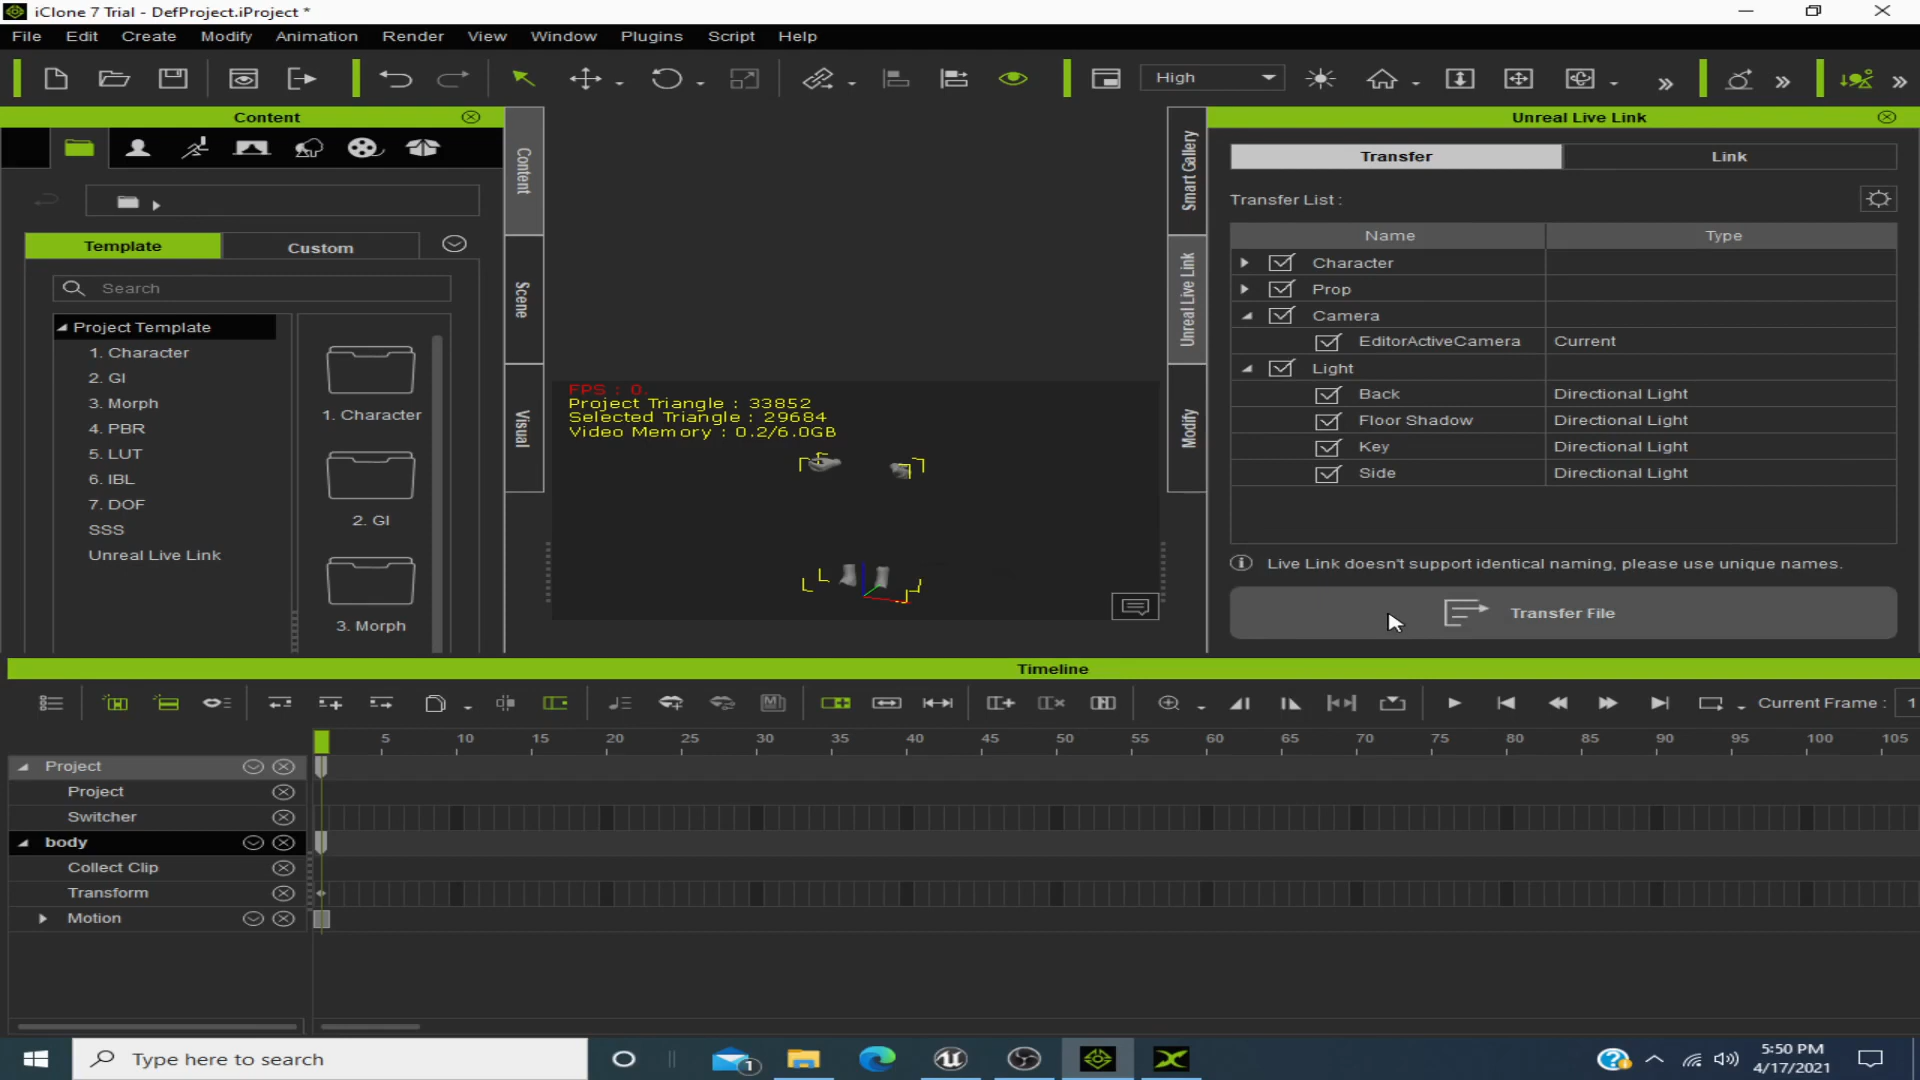 iClone 7 Trial - DefProject.iProject *
File Edit Create Modify Animation Render View Window Plugins Script Help
High
Content
Template Custom
Search
Project Template
1. Character
2. GI
3. Morph
4. PBR
5. LUT
6. IBL
7. DOF
SSS
Unreal Live Link
1. Character
2. GI
3. Morph
Content
Scene
Visual
FPS : 0.
Project Triangle : 33852
Selected Triangle : 29684
Video Memory : 0.2/6.0GB
Smart Gallery
Unreal Live Link
Modify
Unreal Live Link
Transfer Link
Transfer List :
Name Type
Character
Prop
Camera
EditorActiveCamera Current
Light
Back Directional Light
Floor Shadow Directional Light
Key Directional Light
Side Directional Light
Live Link doesn't support identical naming, please use unique names.
Transfer File
Timeline
Current Frame : 1
5 10 15 20 25 30 35 40 45 50 55 60 65 70 75 80 85 90 95 100 105
Project
Project
Switcher
body
Collect Clip
Transform
Motion
Type here to search
1
5:50 PM
4/17/2021